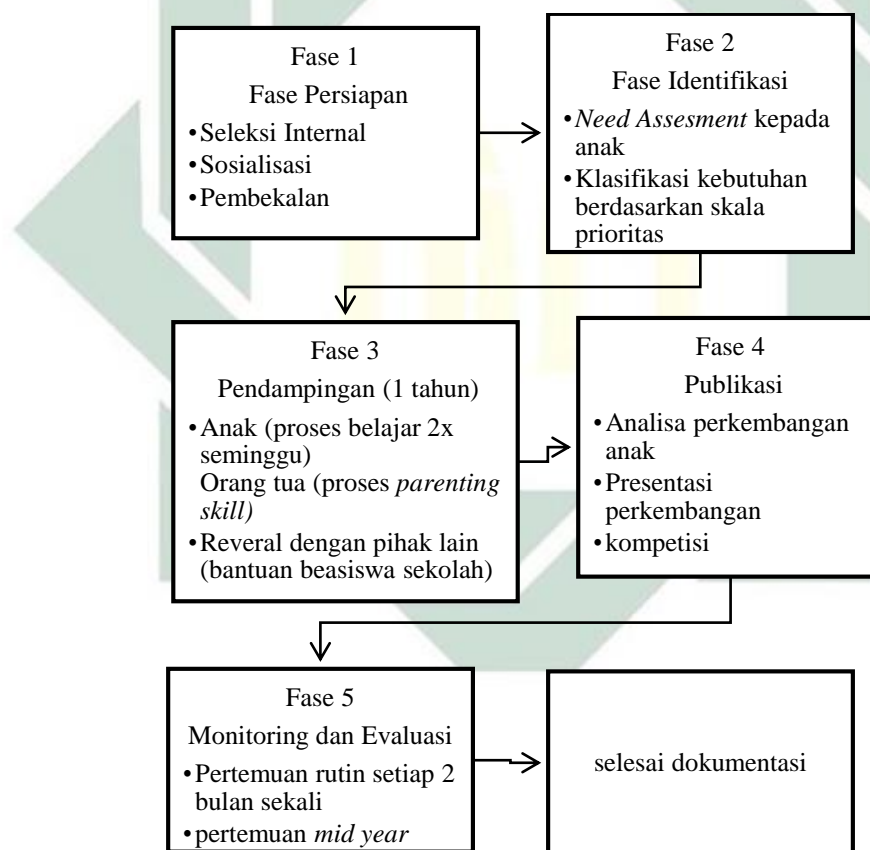 Fase 1
Fase Persiapan
•Seleksi Internal
•Sosialisasi
•Pembekalan
Fase 2
Fase Identifikasi
•Need Assesment kepada
anak
•Klasifikasi kebutuhan
berdasarkan skala
prioritas
Fase 3
Pendampingan (1 tahun)
•Anak (proses belajar 2x
seminggu)
Orang tua (proses parenting
skill)
•Reveral dengan pihak lain
(bantuan beasiswa sekolah)
Fase 4
Publikasi
•Analisa perkembangan
anak
•Presentasi
perkembangan
•kompetisi
Fase 5
Monitoring dan Evaluasi
•Pertemuan rutin setiap 2
bulan sekali
•pertemuan mid year
selesai dokumentasi